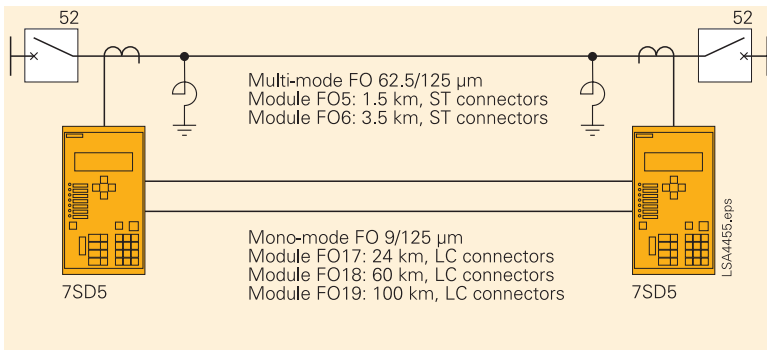 52
52
Multi-mode FO 62.5/125 µm
Module FO5: 1.5 km, ST connectors
Module FO6: 3.5 km, ST connectors
Mono-mode FO 9/125 µm
Module FO17: 24 km, LC connectors
Module FO18: 60 km, LC connectors
Module FO19: 100 km, LC connectors
7SD5
7SD5
LSA4455.eps